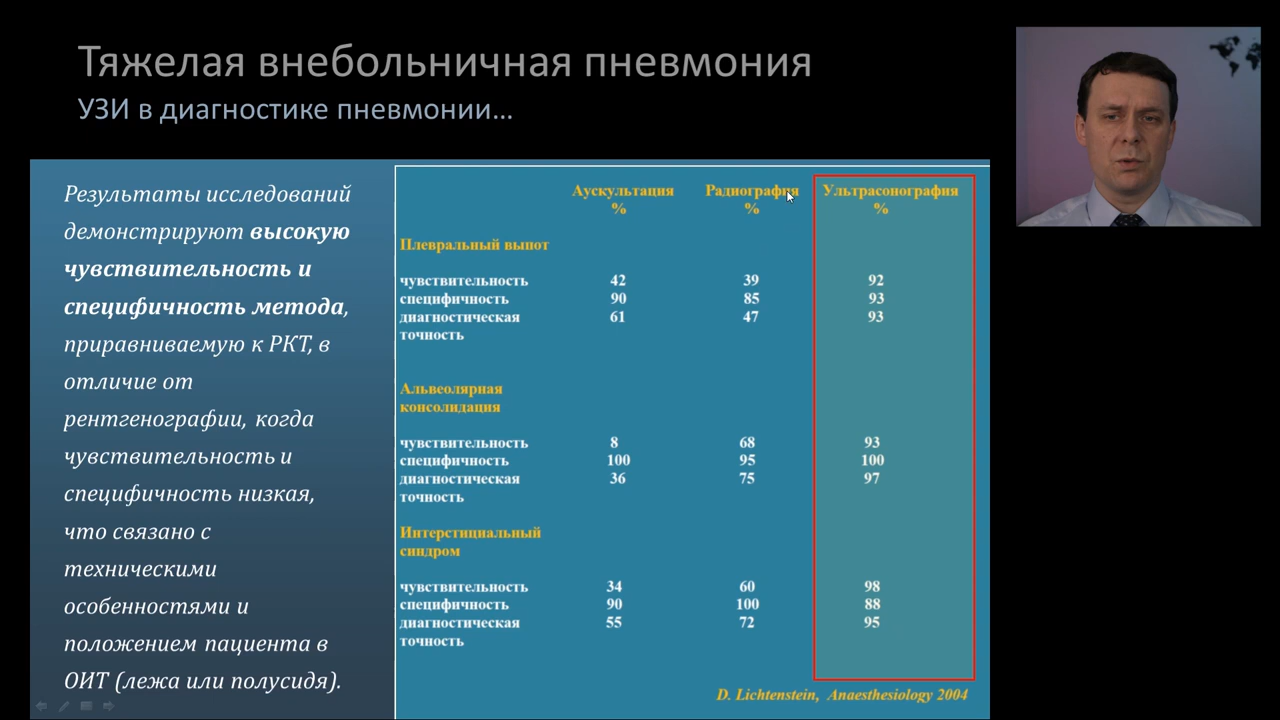 Тяжелая внебольничная пневмония
УЗИ в диагностике пневмонии…
Результаты исследований
демонстрируют высокую
чувствительность и
специфичность метода,
приравниваемую к РКТ, в
отличие от
рентгенографии, когда
чувствительность и
специфичность низкая,
что связано с
техническими
особенностями и
положением пациента в
ОИТ (лежа или полусидя).
Аускультация Радиография Ультрасонография
% % %
Плевральный выпот
чувствительность 42 39 92
специфичность 90 85 93
диагностическая 61 47 93
точность
Альвеолярная
консолидация
чувствительность 8 68 93
специфичность 100 95 100
диагностическая 36 75 97
точность
Интерстициальный
синдром
чувствительность 34 60 98
специфичность 90 100 88
диагностическая 55 72 95
точность
D. Lichtenstein, Anaesthesiology 2004